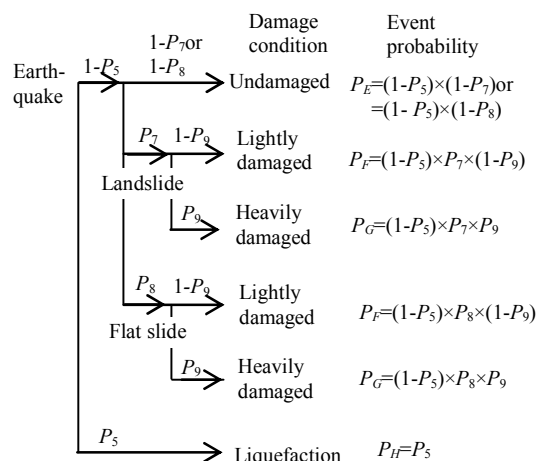 Damage Event
1-P7or condition probability
Earth- 1-P5 1-P8 Undamaged PE=(1-P5)×(1-P7)or
quake =(1- P5)×(1-P8)
P7 1-P9 Lightly PF=(1-P5)×P7×(1-P9)
damaged
Landslide
P9 Heavily PG=(1-P5)×P7×P9
damaged
P8 1-P9 Lightly PF=(1-P5)×P8×(1-P9)
damaged
Flat slide
P9 Heavily PG=(1-P5)×P8×P9
damaged
P5 Liquefaction PH=P5